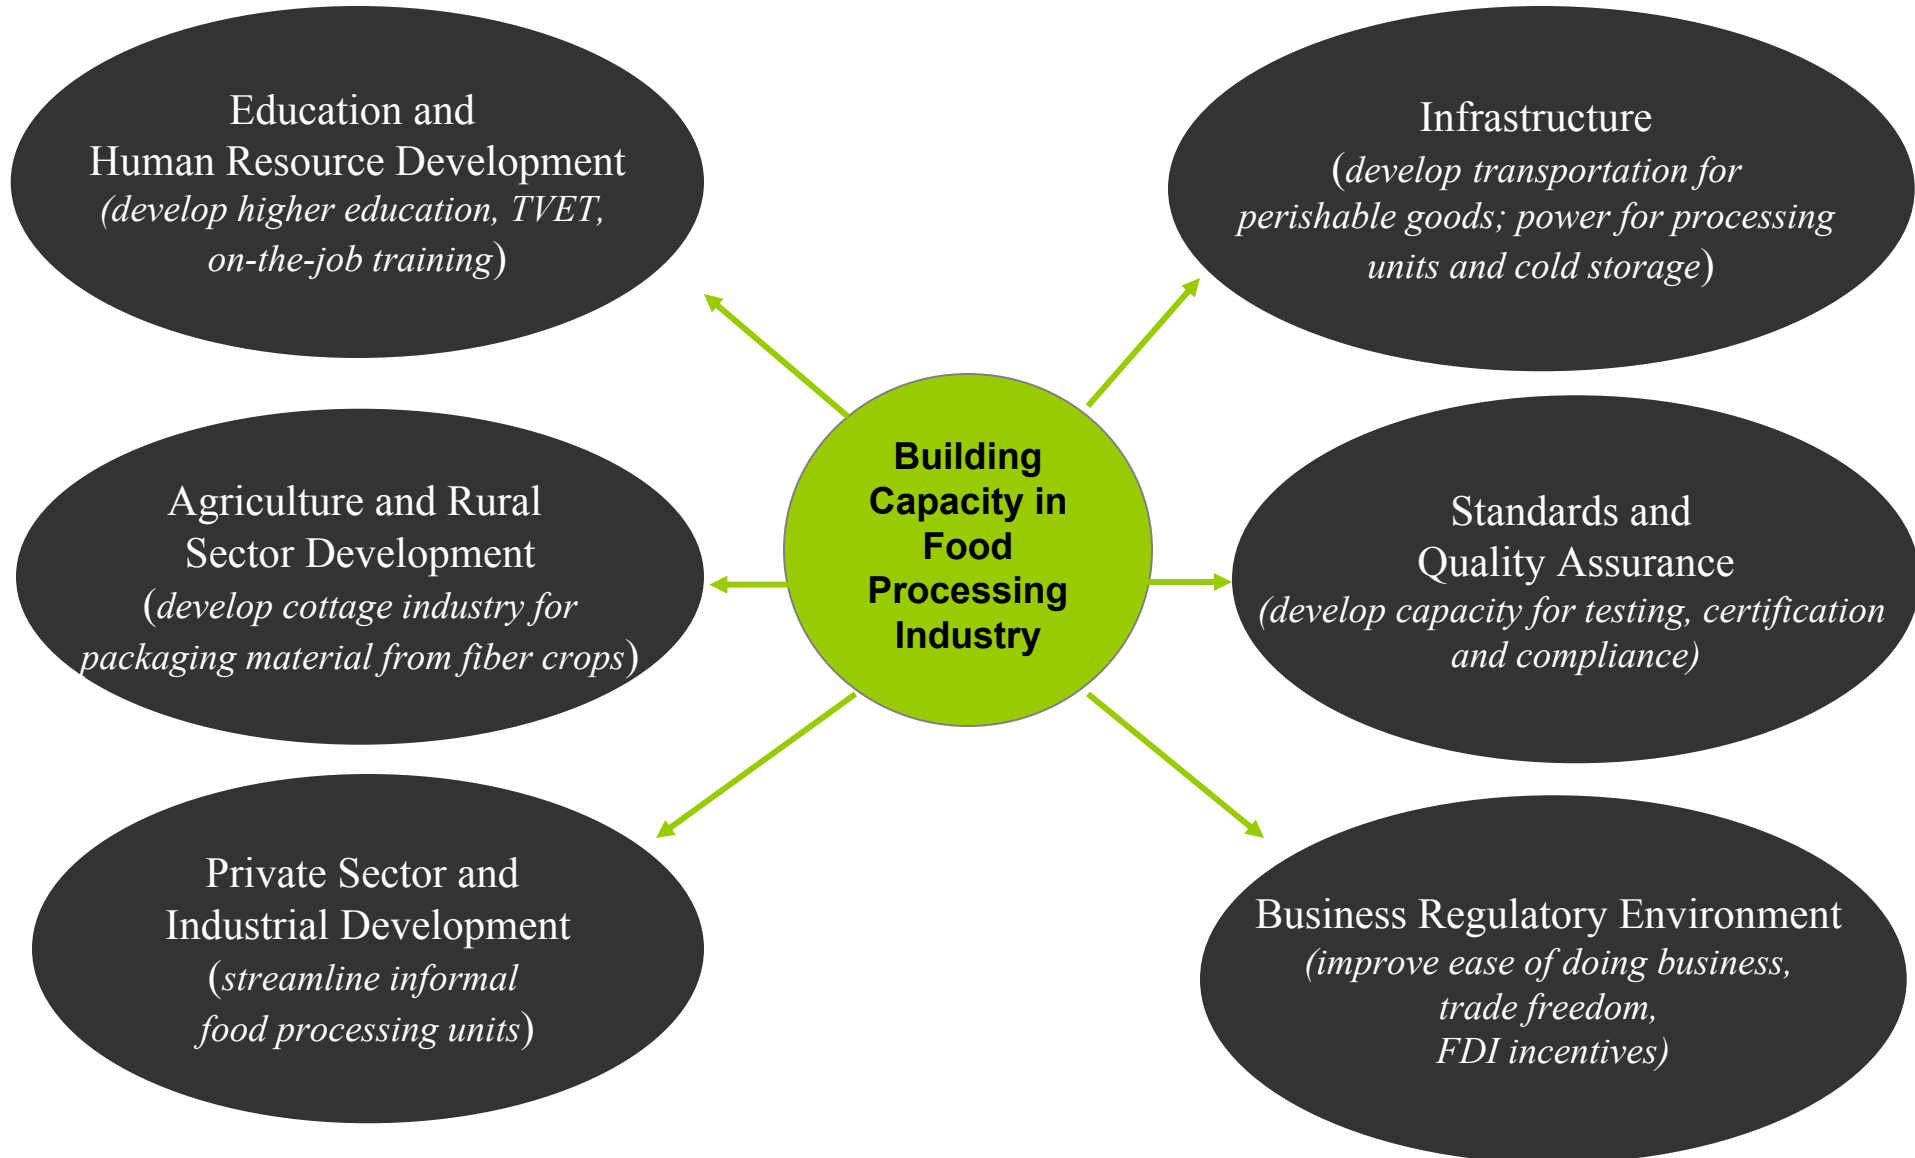 Education and
Human Resource Development
(develop higher education, TVET,
on-the-job training)
Infrastructure
(develop transportation for
perishable goods; power for processing
units and cold storage)
Building
Capacity in
Food
Processing
Industry
Agriculture and Rural
Sector Development
(develop cottage industry for
packaging material from fiber crops)
Standards and
Quality Assurance
(develop capacity for testing, certification
and compliance)
Private Sector and
Industrial Development
(streamline informal
food processing units)
Business Regulatory Environment
(improve ease of doing business,
trade freedom,
FDI incentives)